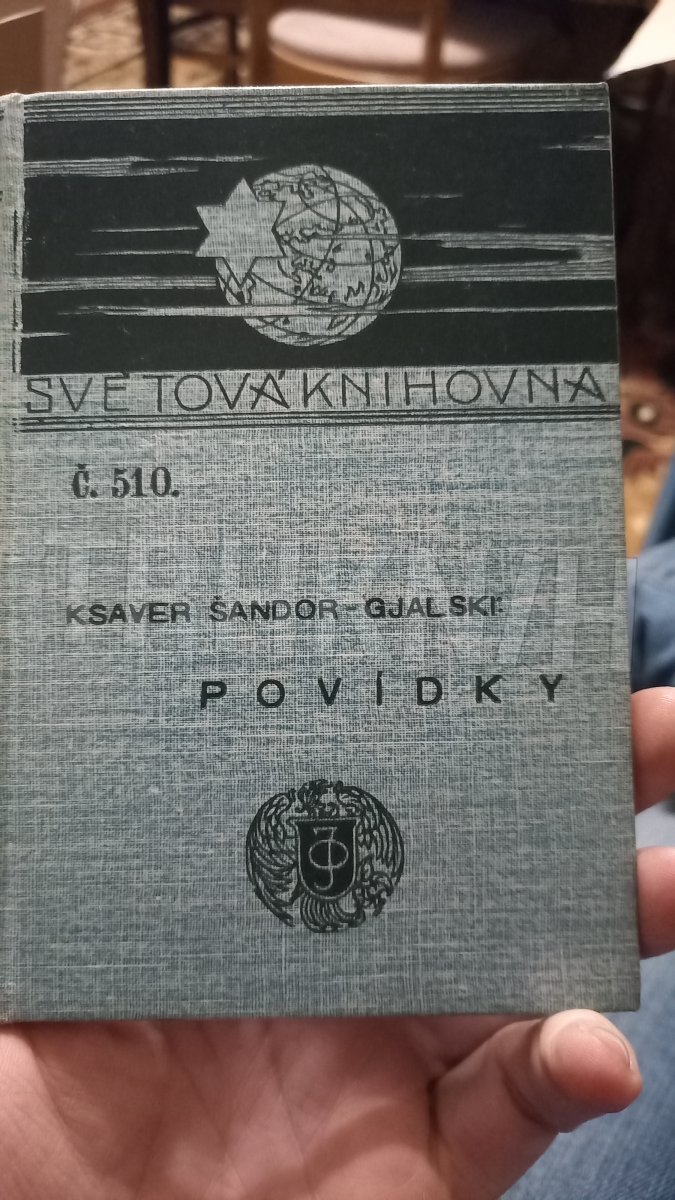 SVĚTOVÁ KNIHOVNA
Č. 510.
KSAVER ŠANDOR-GJALSKI:
POVÍDKY